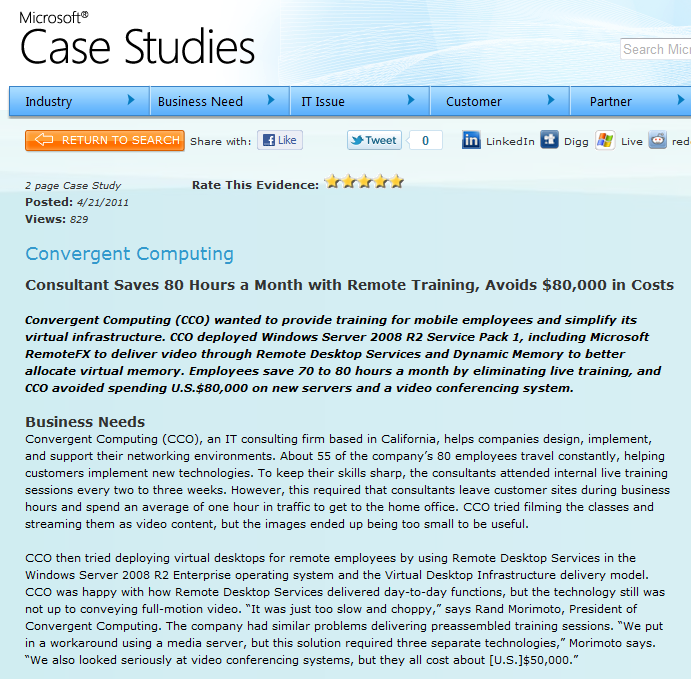 Microsoft®
Case Studies
Search Mic
Industry
Business Need
IT Issue
Customer
Partner
RETURN TO SEARCH
Share with:
Like
Tweet
0
LinkedIn
Digg
Live
red
2 page Case Study
Rate This Evidence:
Posted: 4/21/2011
Views: 829
Convergent Computing
Consultant Saves 80 Hours a Month with Remote Training, Avoids $80,000 in Costs
Convergent Computing (CCO) wanted to provide training for mobile employees and simplify its
virtual infrastructure. CCO deployed Windows Server 2008 R2 Service Pack 1, including Microsoft
RemoteFX to deliver video through Remote Desktop Services and Dynamic Memory to better
allocate virtual memory. Employees save 70 to 80 hours a month by eliminating live training, and
CCO avoided spending U.S.$80,000 on new servers and a video conferencing system.
Business Needs
Convergent Computing (CCO), an IT consulting firm based in California, helps companies design, implement,
and support their networking environments. About 55 of the company’s 80 employees travel constantly, helping
customers implement new technologies. To keep their skills sharp, the consultants attended internal live training
sessions every two to three weeks. However, this required that consultants leave customer sites during business
hours and spend an average of one hour in traffic to get to the home office. CCO tried filming the classes and
streaming them as video content, but the images ended up being too small to be useful.
CCO then tried deploying virtual desktops for remote employees by using Remote Desktop Services in the
Windows Server 2008 R2 Enterprise operating system and the Virtual Desktop Infrastructure delivery model.
CCO was happy with how Remote Desktop Services delivered day-to-day functions, but the technology still was
not up to conveying full-motion video. “It was just too slow and choppy,” says Rand Morimoto, President of
Convergent Computing. The company had similar problems delivering preassembled training sessions. “We put
in a workaround using a media server, but this solution required three separate technologies,” Morimoto says.
“We also looked seriously at video conferencing systems, but they all cost about [U.S.]$50,000.”